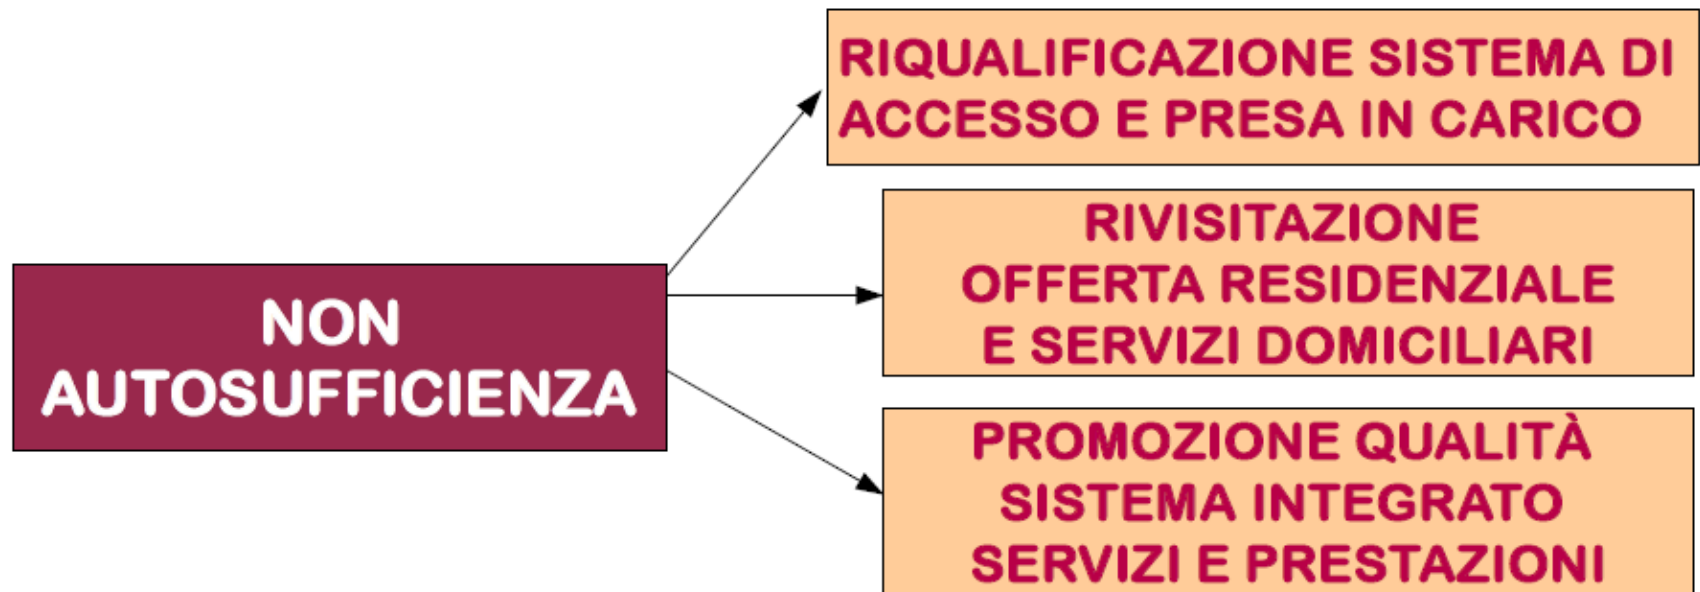 RIQUALIFICAZIONE SISTEMA DI
ACCESSO E PRESA IN CARICO
RIVISITAZIONE
OFFERTA RESIDENZIALE
E SERVIZI DOMICILIARI
NON
AUTOSUFFICIENZA
PROMOZIONE QUALITÀ
SISTEMA INTEGRATO
SERVIZI E PRESTAZIONI